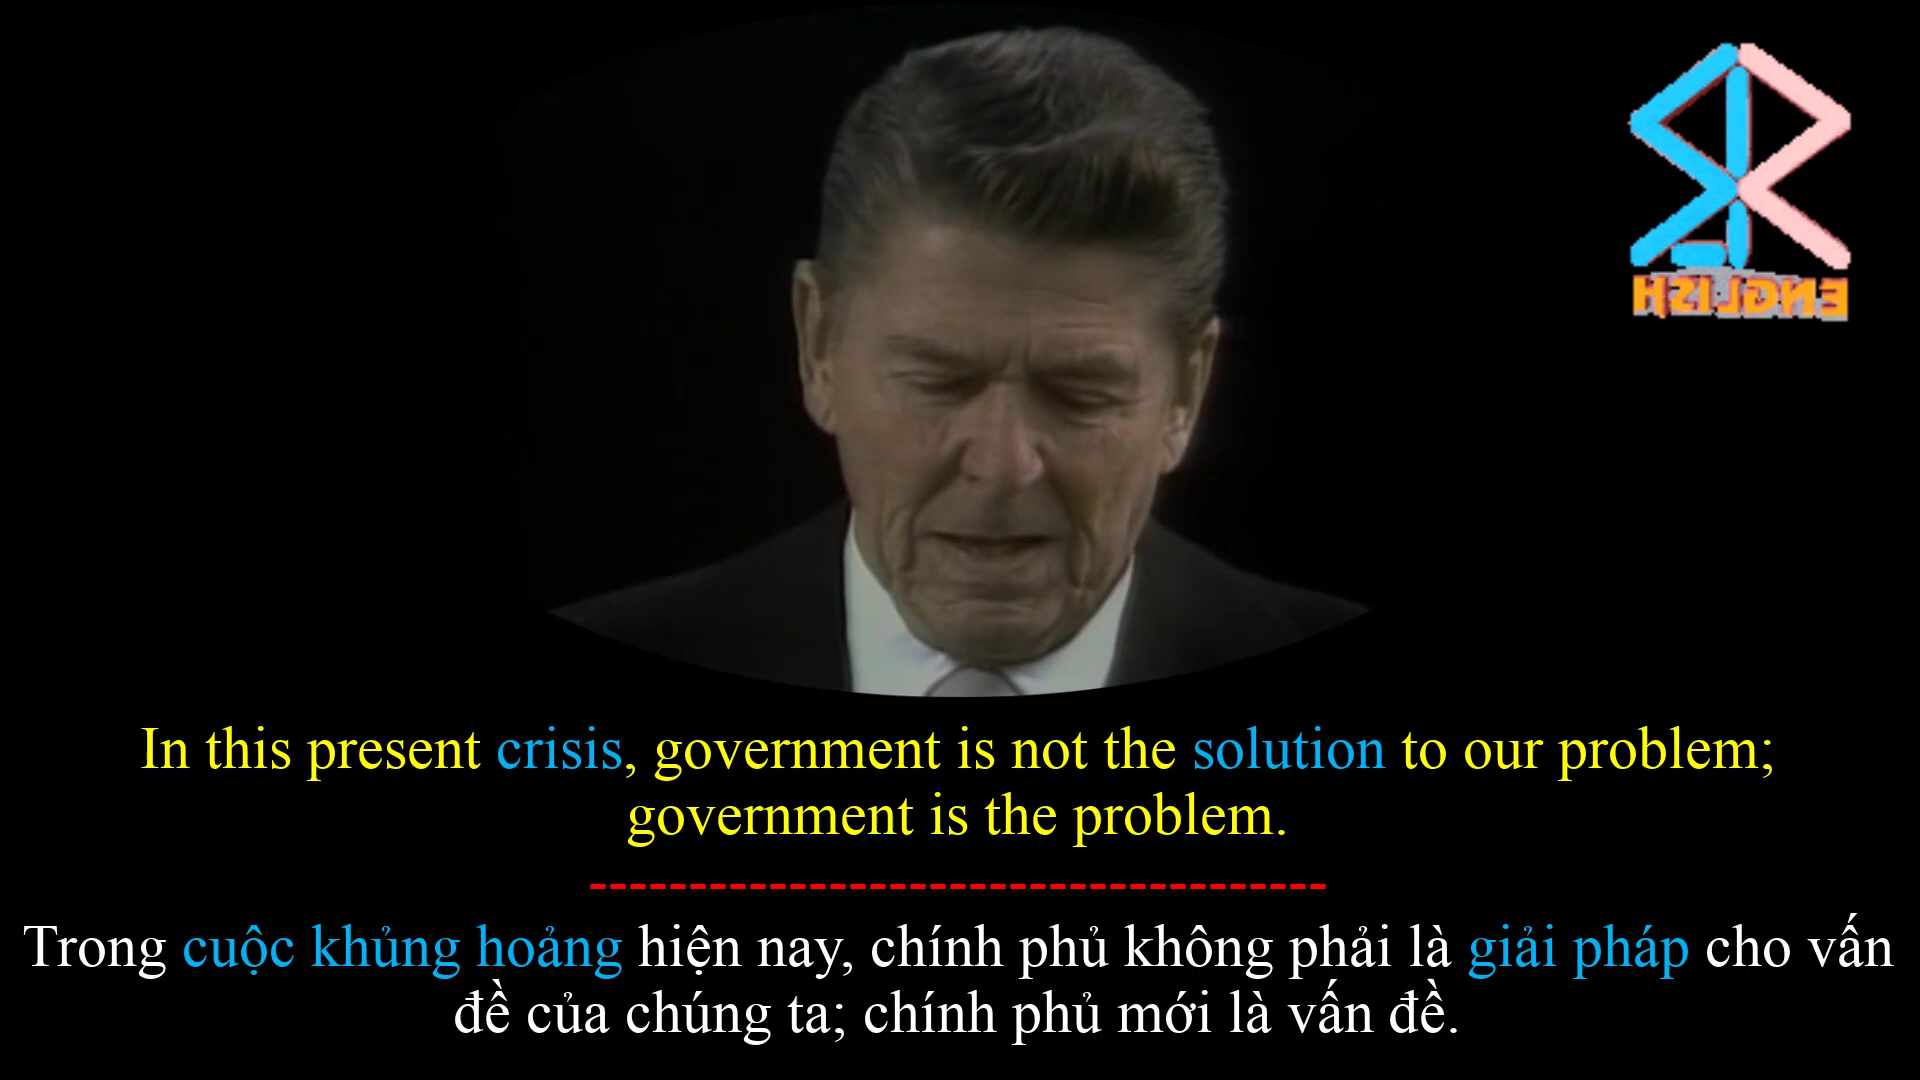 ENGLISH
In this present crisis, government is not the solution to our problem;
government is the problem.
------------------------------------
Trong cuộc khủng hoảng hiện nay, chính phủ không phải là giải pháp cho vấn
đề của chúng ta; chính phủ mới là vấn đề.